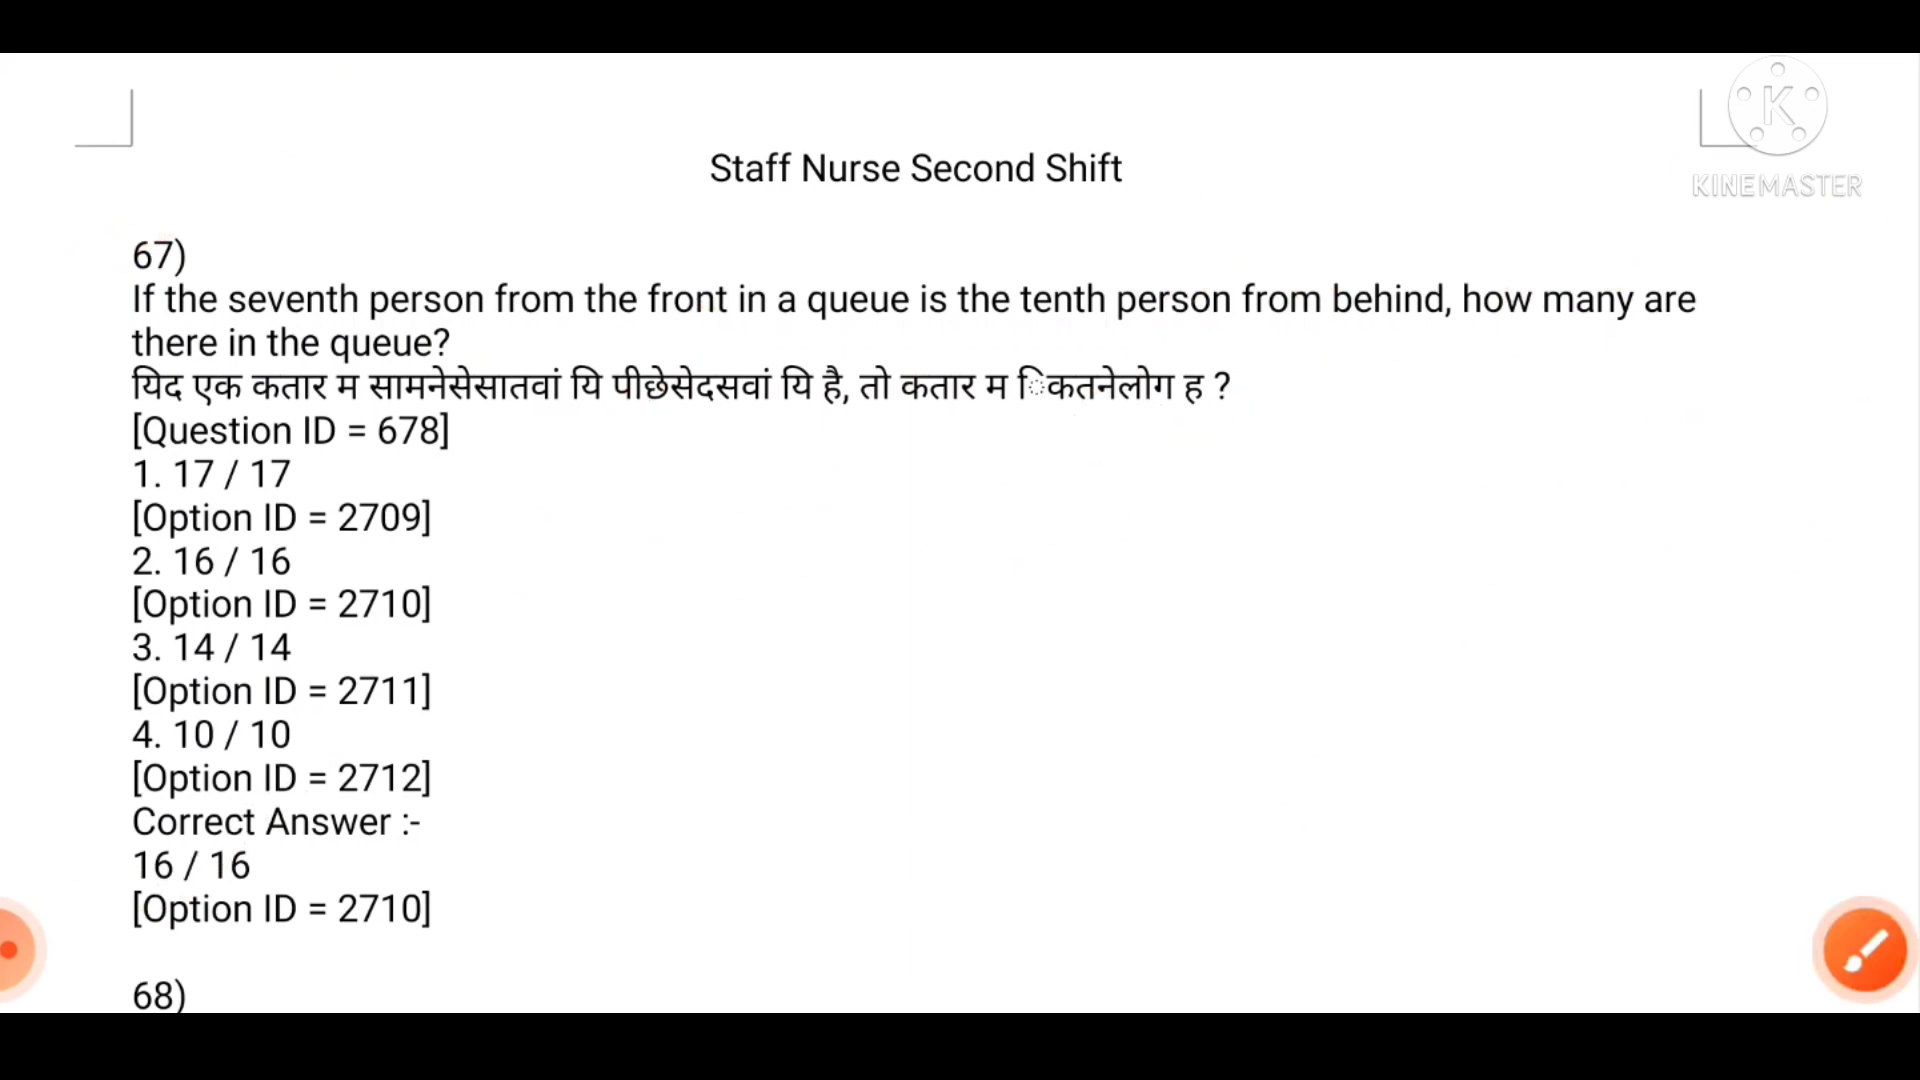 K
KINEMASTER
Staff Nurse Second Shift
67)
If the seventh person from the front in a queue is the tenth person from behind, how many are
there in the queue?
यिद एक कतार म सामनेसेसातवां यि पीछेसेदसवां यि है, तो कतार म िकतनेलोग ह ?
[Question ID = 678]
1. 17 / 17
[Option ID = 2709]
2. 16 / 16
[Option ID = 2710]
3. 14 / 14
[Option ID = 2711]
4. 10 / 10
[Option ID = 2712]
Correct Answer :-
16 / 16
[Option ID = 2710]
68)